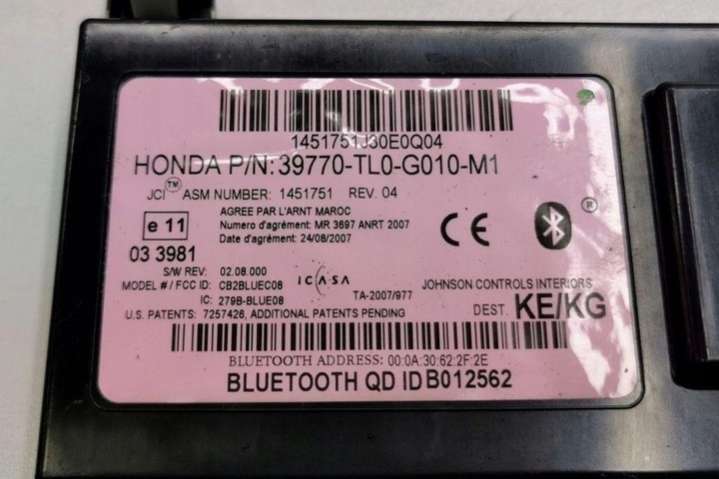 1451751J30E0Q04
HONDA P/N: 39770-TL0-G010-M1
JCI™ ASM NUMBER: 1451751 REV. 04
e 11
AGREE PAR L'ARNT MAROC
Numero d'agrément: MR 3697 ANRT 2007
Date d'agrément: 24/08/2007
CE
®
03 3981
S/W REV: 02.08.000
ICASA
MODEL # / FCC ID: CB2BLUEC08
JOHNSON CONTROLS INTERIORS
IC: 279B-BLUE08
TA-2007/977
DEST. KE/KG
U.S. PATENTS: 7257426, ADDITIONAL PATENTS PENDING
BLUETOOTH ADDRESS: 00:0A:30:62:2F:2E
BLUETOOTH QD ID B012562